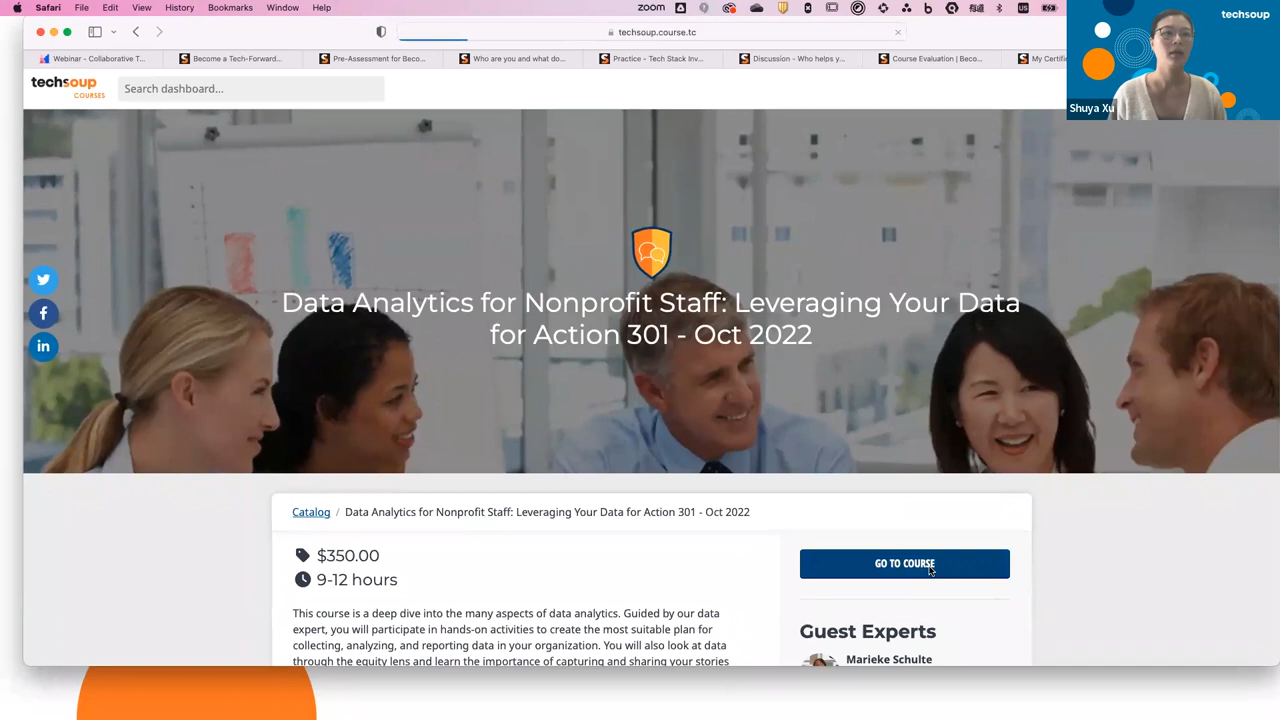 Safari File Edit View History Bookmarks Window Help
zoom
US
techsoup
techsoup.course.tc
Webinar - Collaborative T...
Become a Tech-Forward...
Pre-Assessment for Beco...
Who are you and what do...
Practice - Tech Stack Inv...
Discussion - Who helps y...
Course Evaluation | Beco...
My Certifi
Shuya Xu
techsoup
COURSES
Search dashboard...
Data Analytics for Nonprofit Staff: Leveraging Your Data
for Action 301 - Oct 2022
f
in
Catalog / Data Analytics for Nonprofit Staff: Leveraging Your Data for Action 301 - Oct 2022
$350.00
GO TO COURSE
9-12 hours
This course is a deep dive into the many aspects of data analytics. Guided by our data
expert, you will participate in hands-on activities to create the most suitable plan for
collecting, analyzing, and reporting data in your organization. You will also look at data
through the equity lens and learn the importance of capturing and sharing your stories
Guest Experts
Marieke Schulte